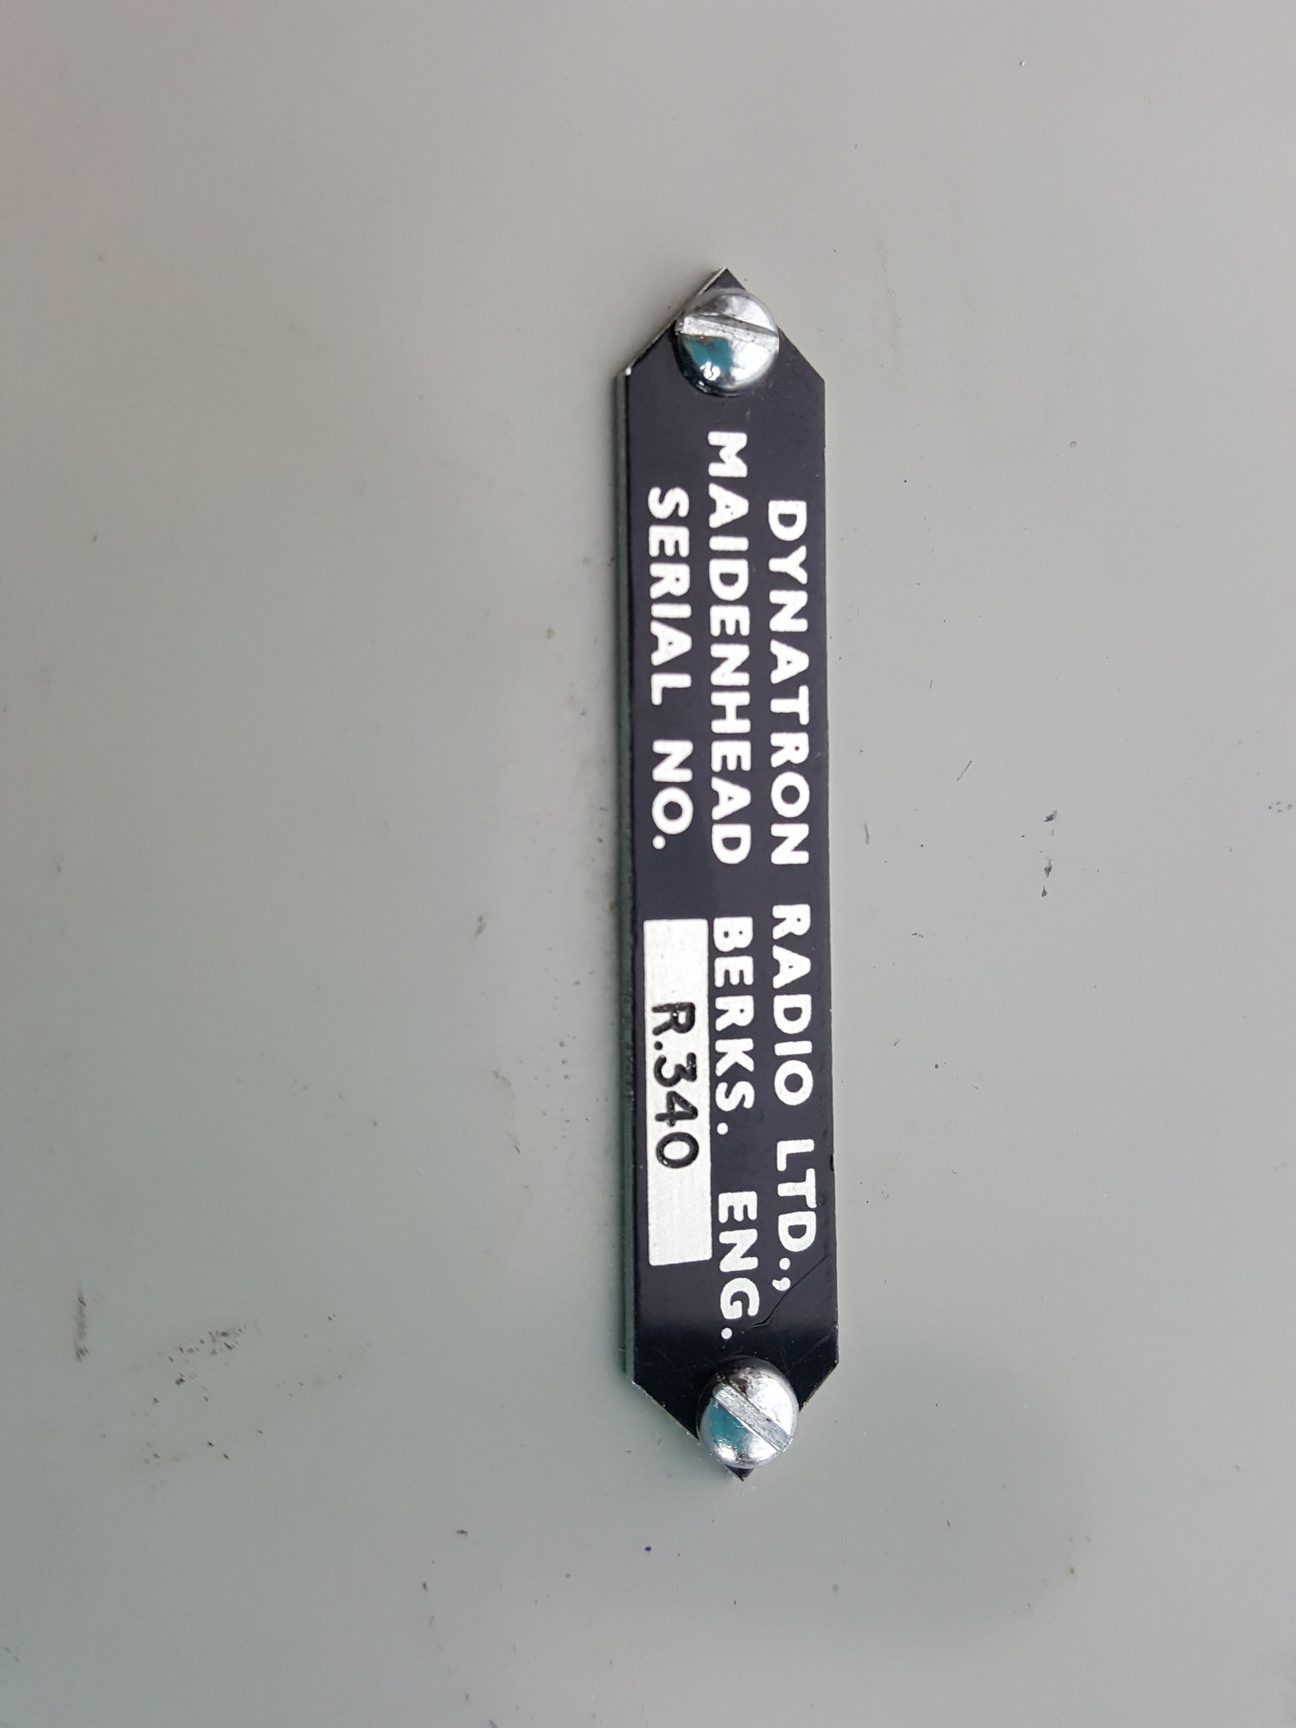 DYNATRON RADIO LTD.,
MAIDENHEAD BERKS. ENG.
SERIAL NO. R.340